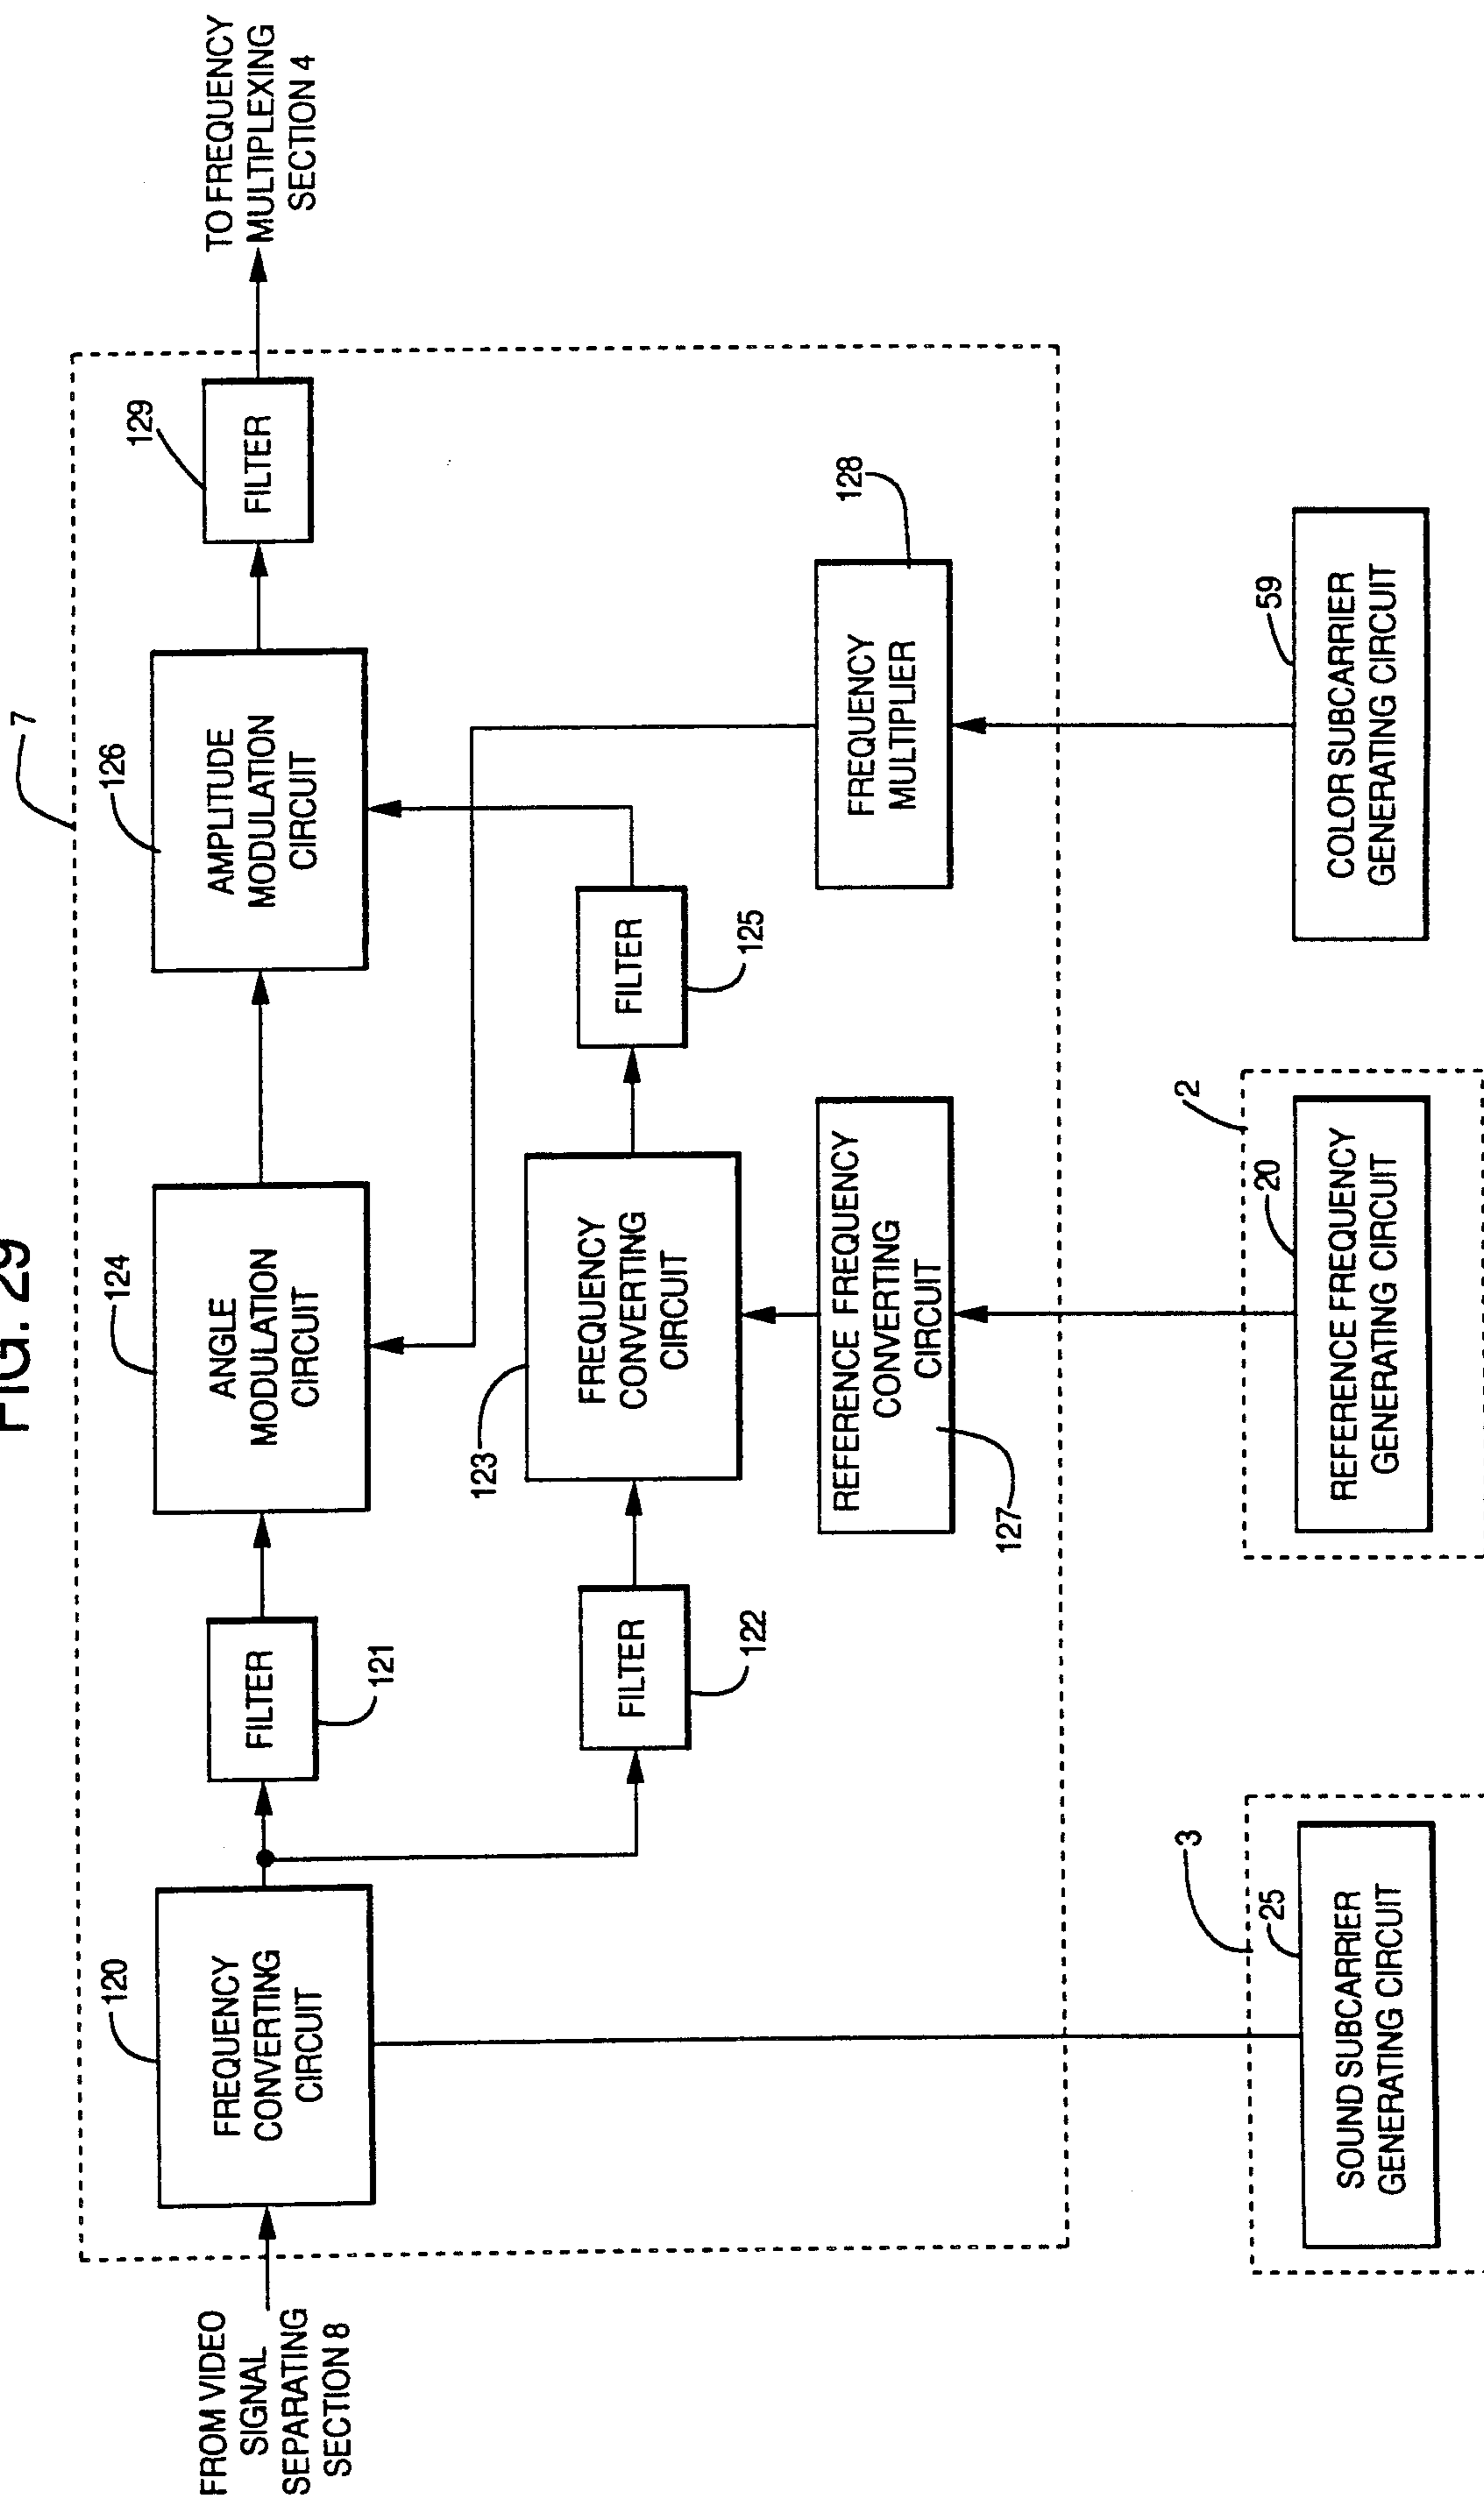 FIG. 29
7
FROM VIDEO
SIGNAL
SEPARATING
SECTION 8
120
FREQUENCY
CONVERTING
CIRCUIT
FILTER
121
124
ANGLE
MODULATION
CIRCUIT
126
AMPLITUDE
MODULATION
CIRCUIT
129
FILTER
TO FREQUENCY
MULTIPLEXING
SECTION 4
FILTER
122
123
FREQUENCY
CONVERTING
CIRCUIT
FILTER
125
REFERENCE FREQUENCY
CONVERTING
CIRCUIT
127
128
FREQUENCY
MULTIPLIER
3
25
SOUND SUBCARRIER
GENERATING CIRCUIT
2
20
REFERENCE FREQUENCY
GENERATING CIRCUIT
59
COLOR SUBCARRIER
GENERATING CIRCUIT